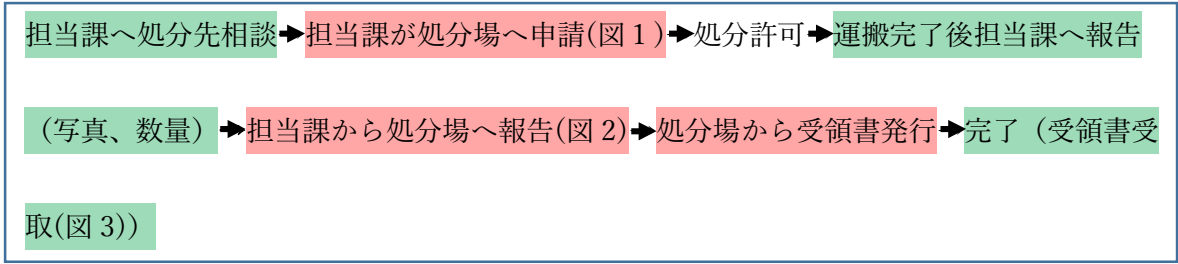 担当課へ処分先相談➡担当課が処分場へ申請(図１)➡処分許可➡運搬完了後担当課へ報告
（写真、数量）➡担当課から処分場へ報告(図 2)➡処分場から受領書発行➡完了（受領書受
取(図 3)）